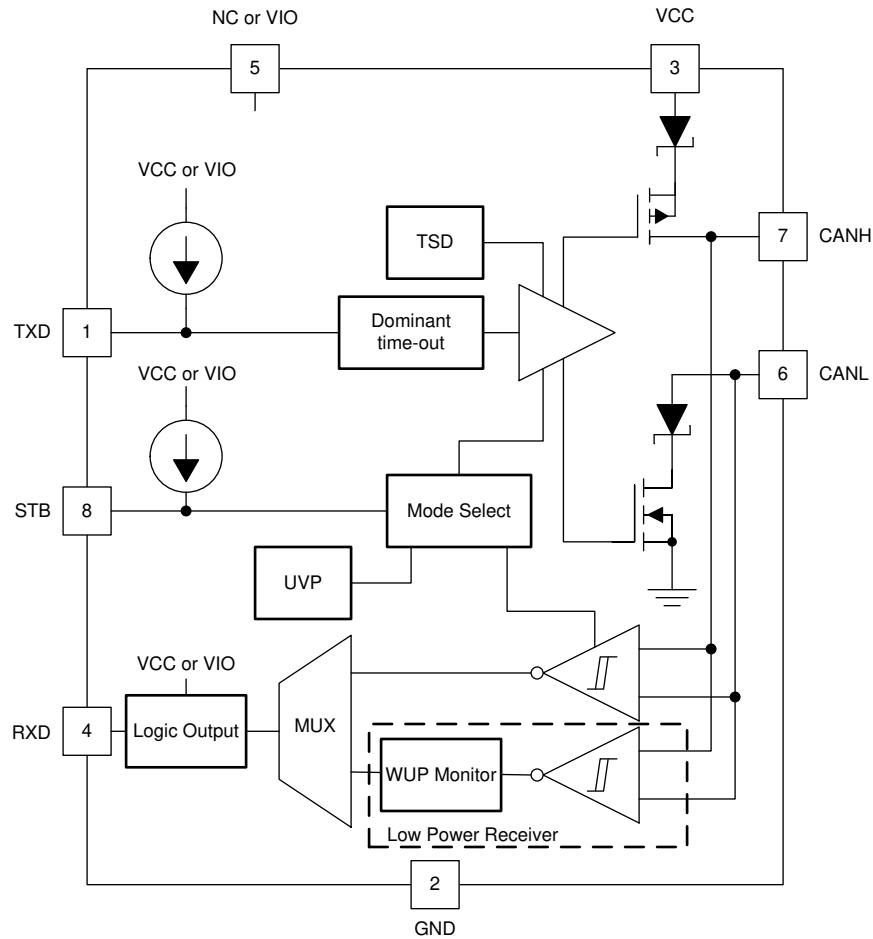 NC or VIO
VCC
5
3
VCC or VIO
TSD
7
CANH
TXD
1
Dominant
time-out
VCC or VIO
6
CANL
STB
8
Mode Select
UVP
VCC or VIO
RXD
4
Logic Output
MUX
WUP Monitor
Low Power Receiver
2
GND